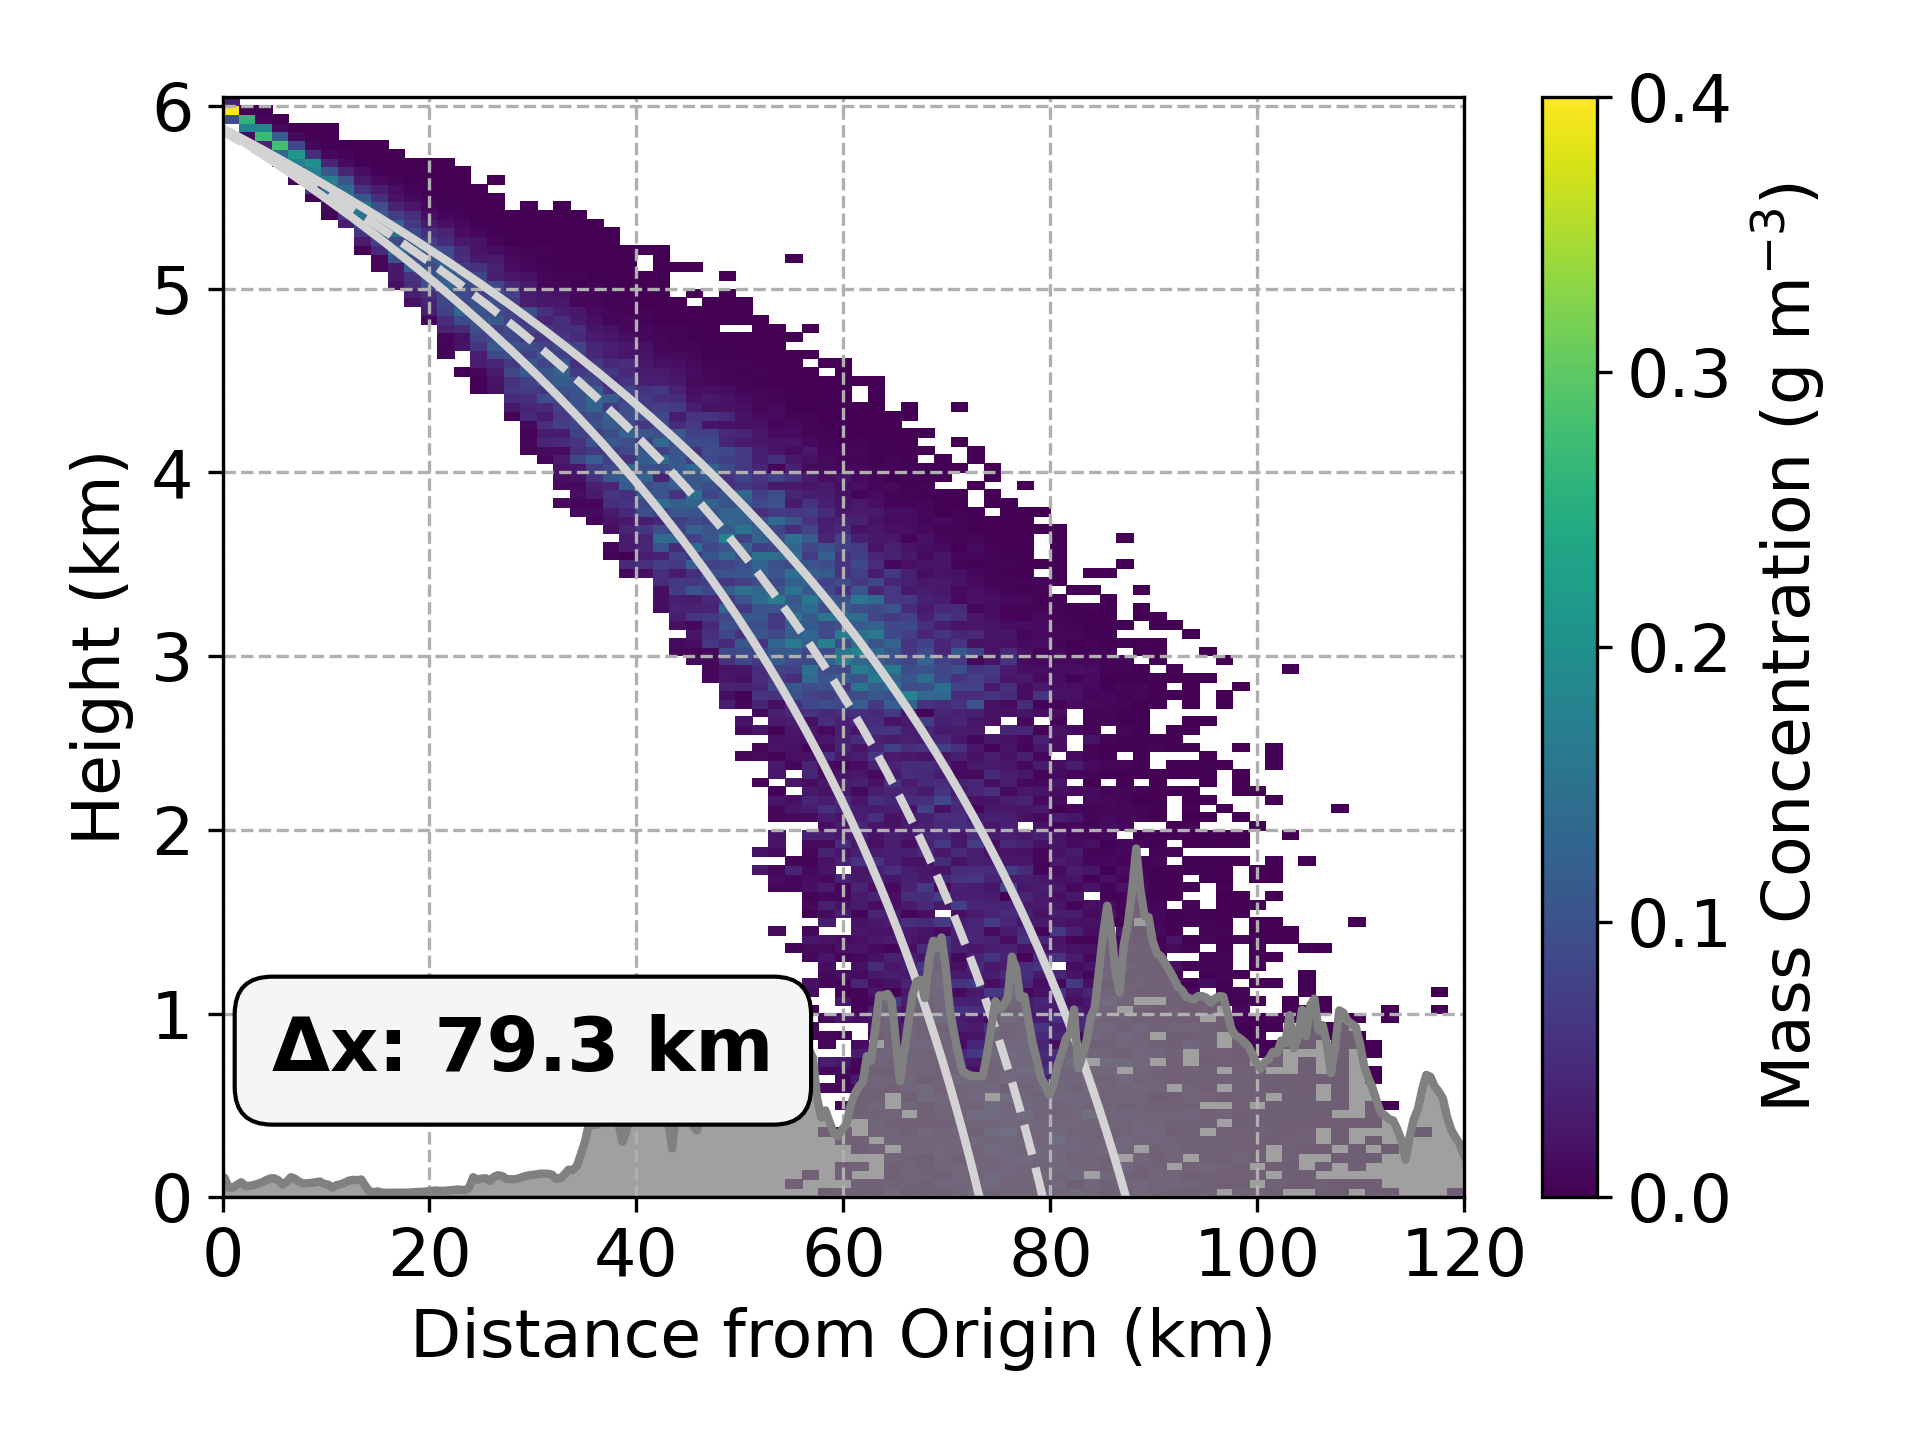 6
5
4
3
2
1
0
Height (km)
Δx: 79.3 km
0 20 40 60 80 100 120
Distance from Origin (km)
0.4
0.3
0.2
0.1
0.0
Mass Concentration (g m⁻³)